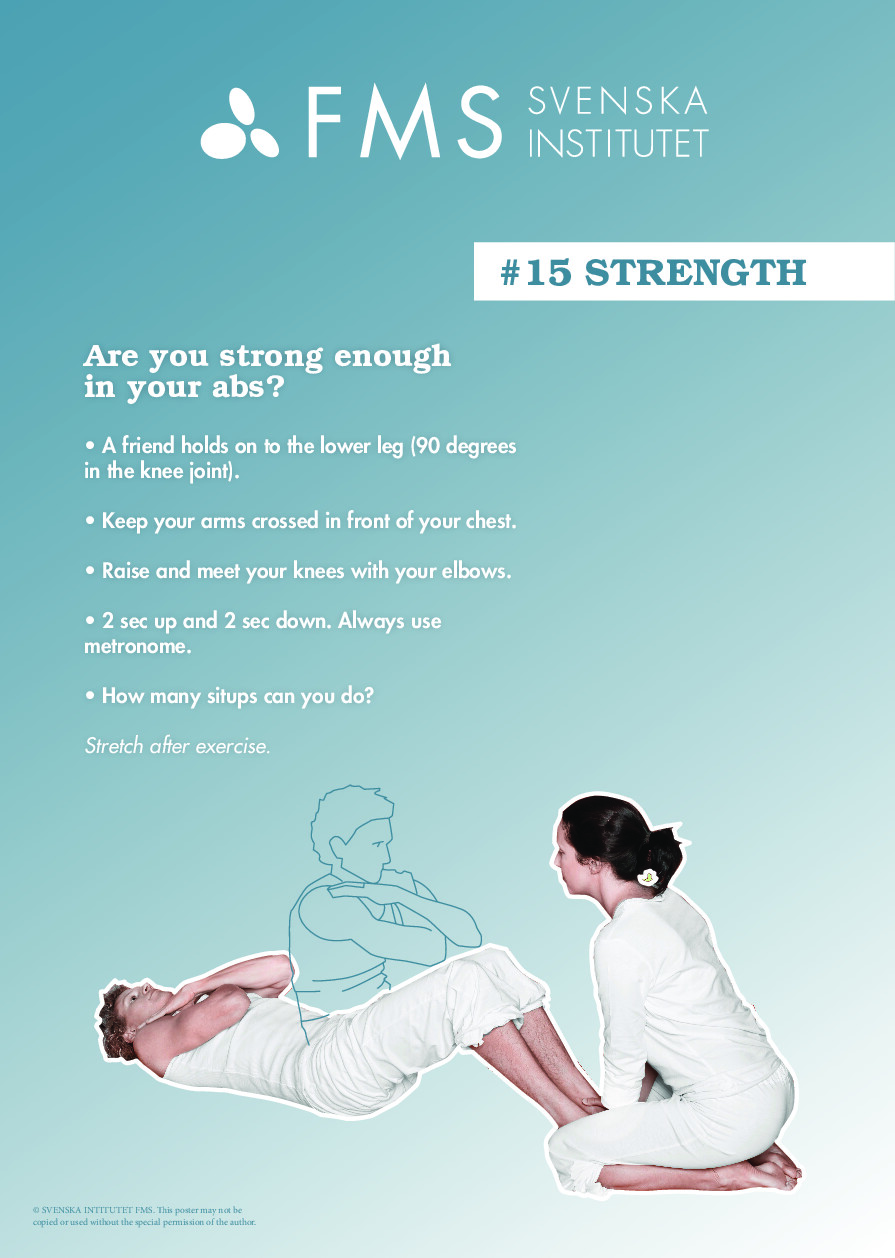 FMS SVENSKA
INSTITUTET
#15 STRENGTH
Are you strong enough
in your abs?
• A friend holds on to the lower leg (90 degrees
in the knee joint).
• Keep your arms crossed in front of your chest.
• Raise and meet your knees with your elbows.
• 2 sec up and 2 sec down. Always use
metronome.
• How many situps can you do?
Stretch after exercise.
© SVENSKA INTITUTET FMS. This poster may not be
copied or used without the special permission of the author.